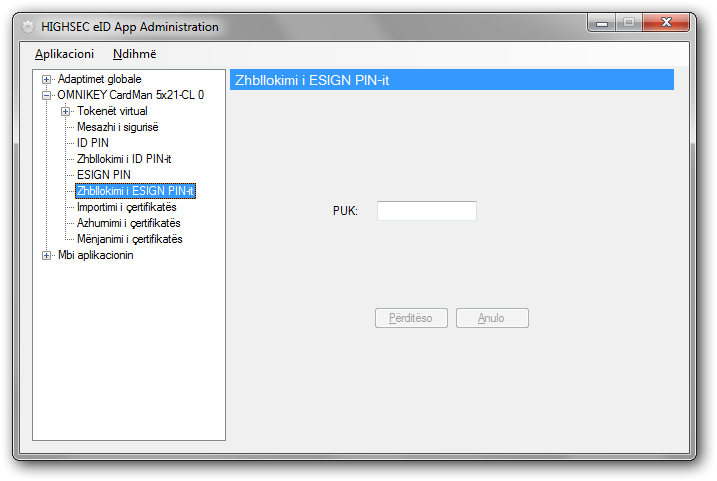 HIGHSEC eID App Administration
Aplikacioni Ndihmë
Adaptimet globale
OMNIKEY CardMan 5x21-CL 0
Tokenët virtual
Mesazhi i sigurisë
ID PIN
Zhbllokimi i ID PIN-it
ESIGN PIN
Zhbllokimi i ESIGN PIN-it
Importimi i çertifikatës
Azhurnimi i çertifikatës
Mënjanimi i çertifikatës
Mbi aplikacionin
Zhbllokimi i ESIGN PIN-it
PUK:
Përditëso Anulo